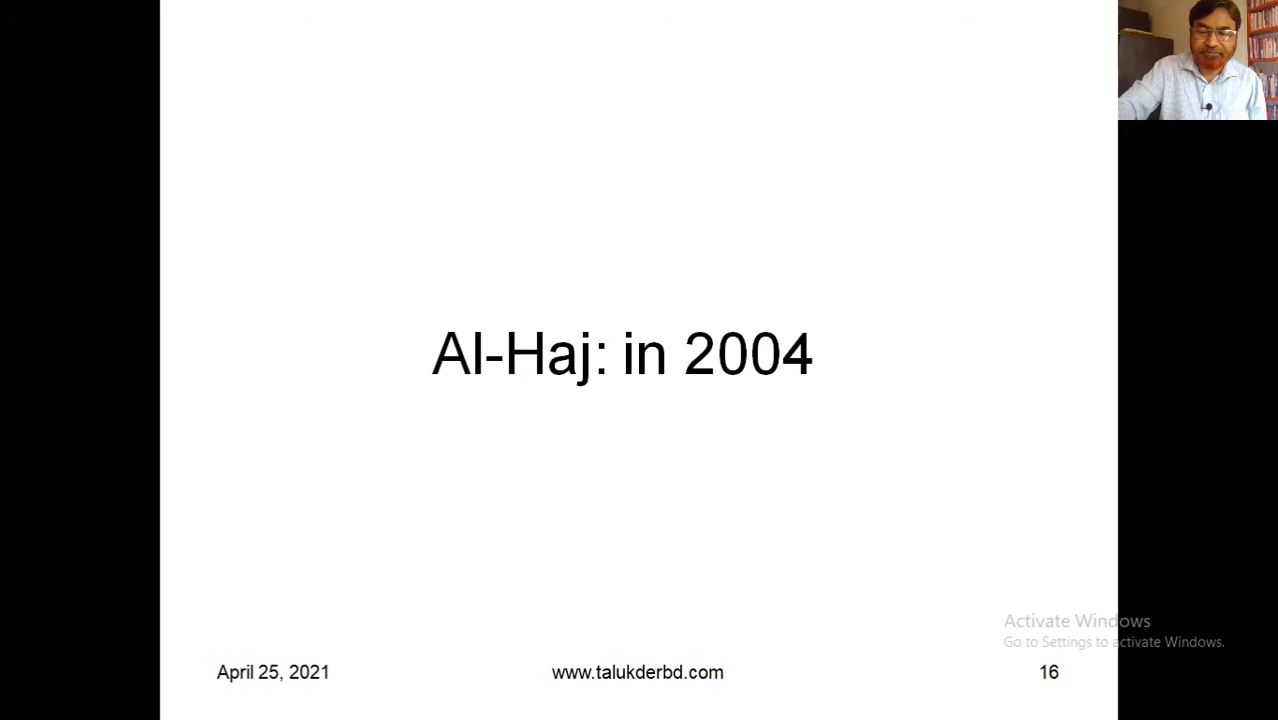 Al-Haj: in 2004
Activate Windows
Go to Settings to activate Windows.
April 25, 2021
www.talukderbd.com
16